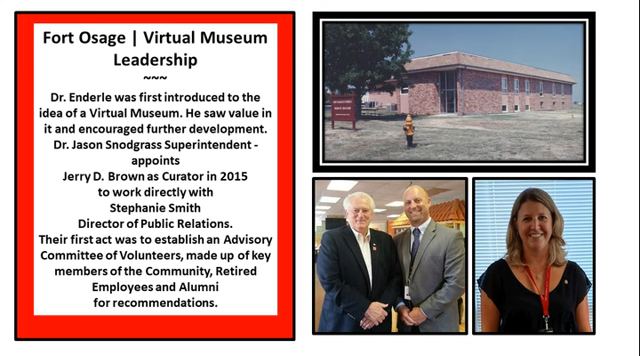 Fort Osage | Virtual Museum
Leadership
~~~
Dr. Enderle was first introduced to the
idea of a Virtual Museum. He saw value in
it and encouraged further development.
Dr. Jason Snodgrass Superintendent -
appoints
Jerry D. Brown as Curator in 2015
to work directly with
Stephanie Smith
Director of Public Relations.
Their first act was to establish an Advisory
Committee of Volunteers, made up of key
members of the Community, Retired
Employees and Alumni
for recommendations.